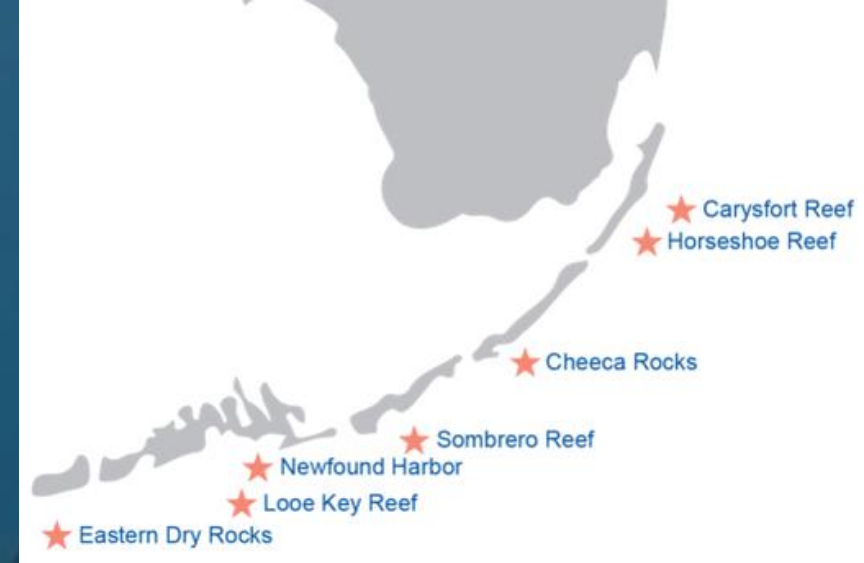 Carysfort Reef
Horseshoe Reef
Cheeca Rocks
Sombrero Reef
Newfound Harbor
Looe Key Reef
Eastern Dry Rocks